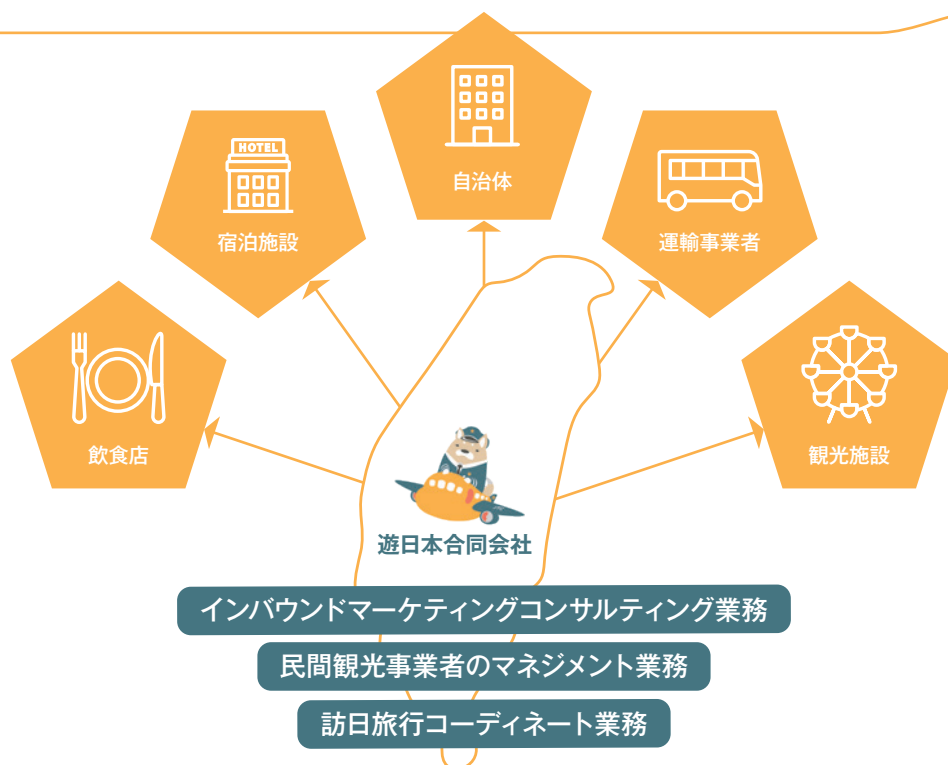 自治体
HOTEL
宿泊施設
運輸事業者
飲食店
観光施設
遊日本合同会社
インバウンドマーケティングコンサルティング業務
民間観光事業者のマネジメント業務
訪日旅行コーディネート業務